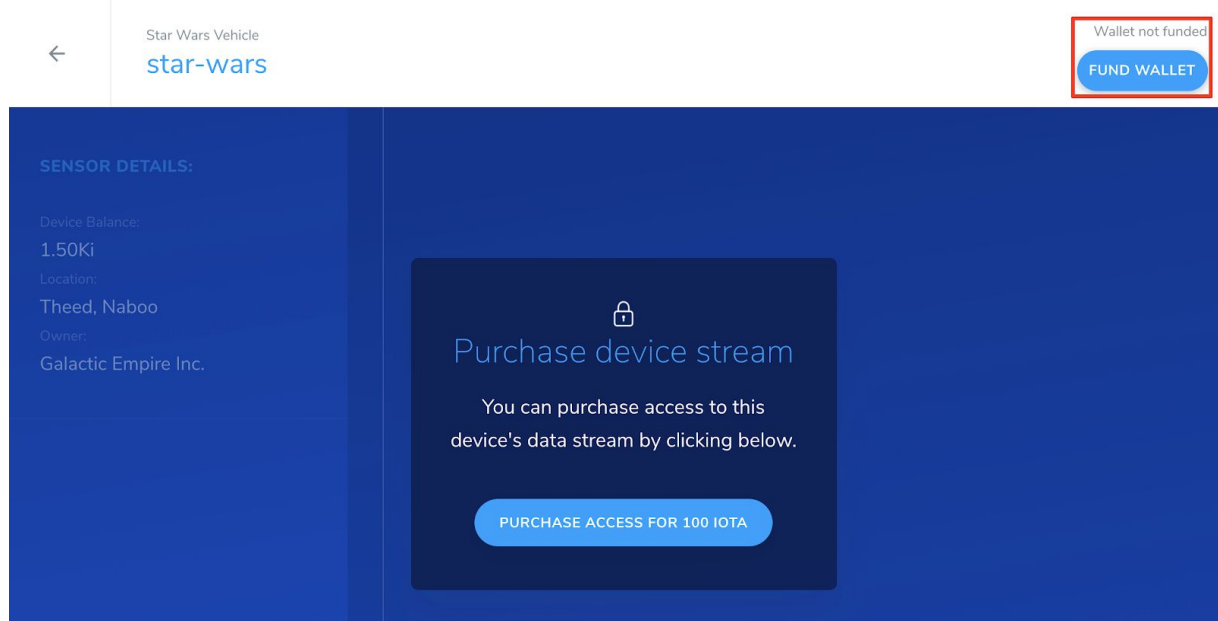 Star Wars Vehicle
star-wars
Wallet not funded
FUND WALLET
SENSOR DETAILS:
Device Balance:
1.50Ki
Location:
Theed, Naboo
Owner:
Galactic Empire Inc.
Purchase device stream
You can purchase access to this
device's data stream by clicking below.
PURCHASE ACCESS FOR 100 IOTA